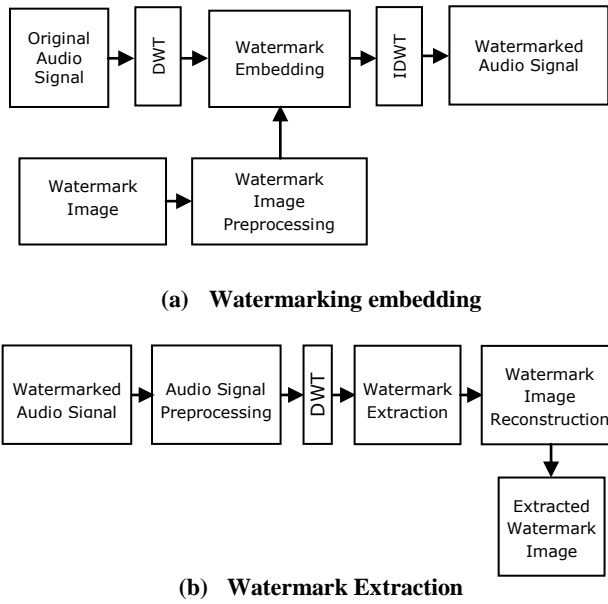 Original
Audio
Signal
DWT
Watermark
Embedding
IDWT
Watermarked
Audio Signal
Watermark
Image
Watermark
Image
Preprocessing
(a) Watermarking embedding
Watermarked
Audio Signal
Audio Signal
Preprocessing
DWT
Watermark
Extraction
Watermark
Image
Reconstruction
Extracted
Watermark
Image
(b) Watermark Extraction